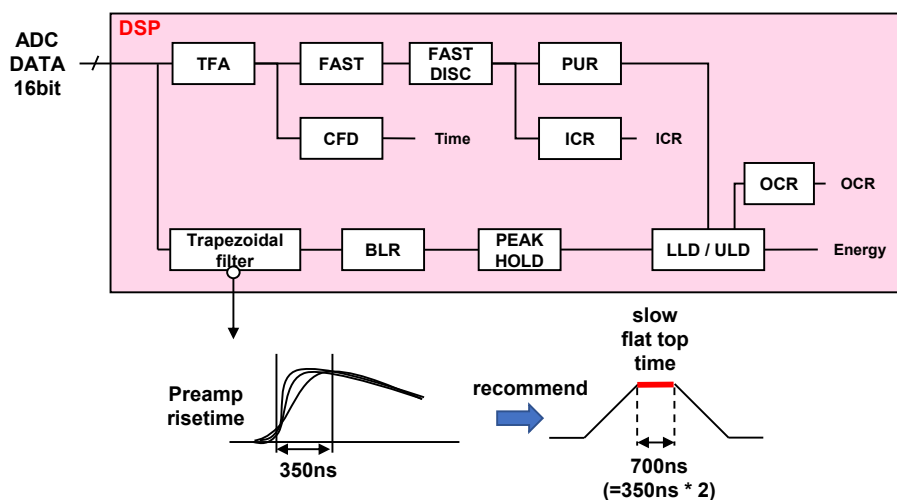 DSP
ADC
DATA
16bit
TFA
FAST
FAST
DISC
PUR
CFD
Time
ICR
ICR
OCR
OCR
Trapezoidal
filter
BLR
PEAK
HOLD
LLD / ULD
Energy
Preamp
risetime
350ns
recommend
slow
flat top
time
700ns
(=350ns * 2)